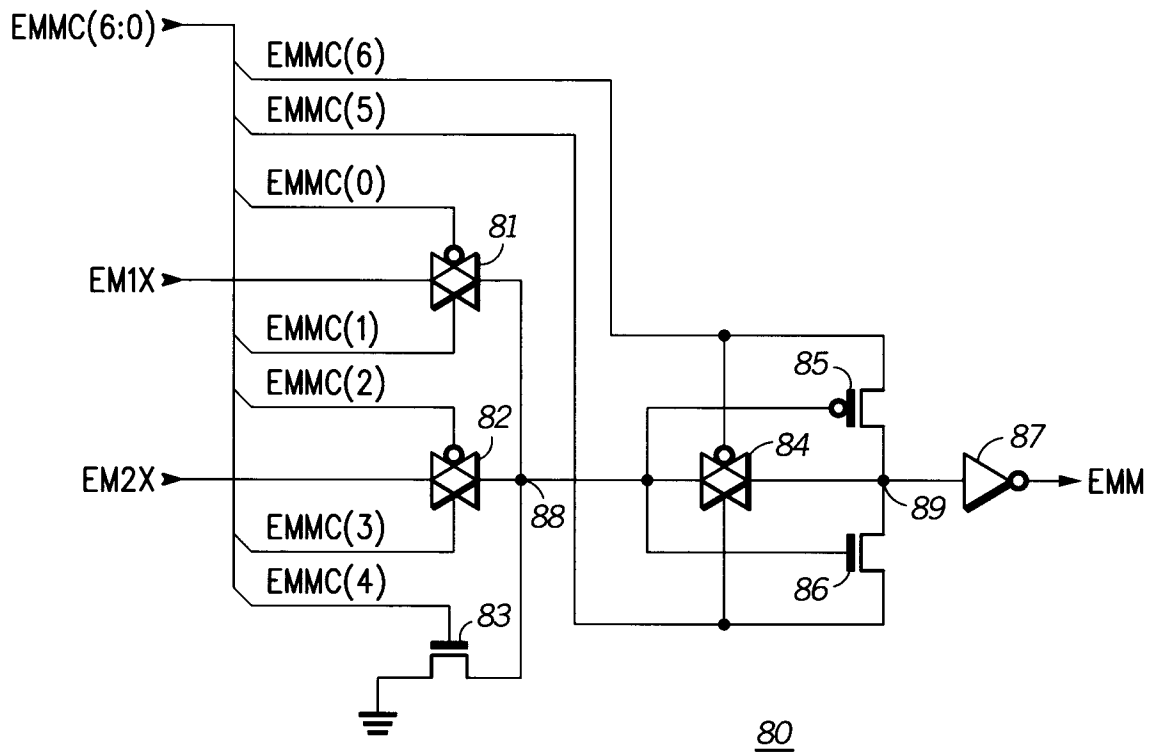 EMMC(6:0)
EMMC(6)
EMMC(5)
EMMC(0)
81
EM1X
EMMC(1)
EMMC(2)
85
82
84
87
EM2X
88
89
EMM
EMMC(3)
86
EMMC(4)
83
80